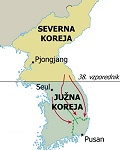 SEVERNA
KOREJA
Pjongjang
38. vzporednik
Seul
JUŽNA
KOREJA
Pusan